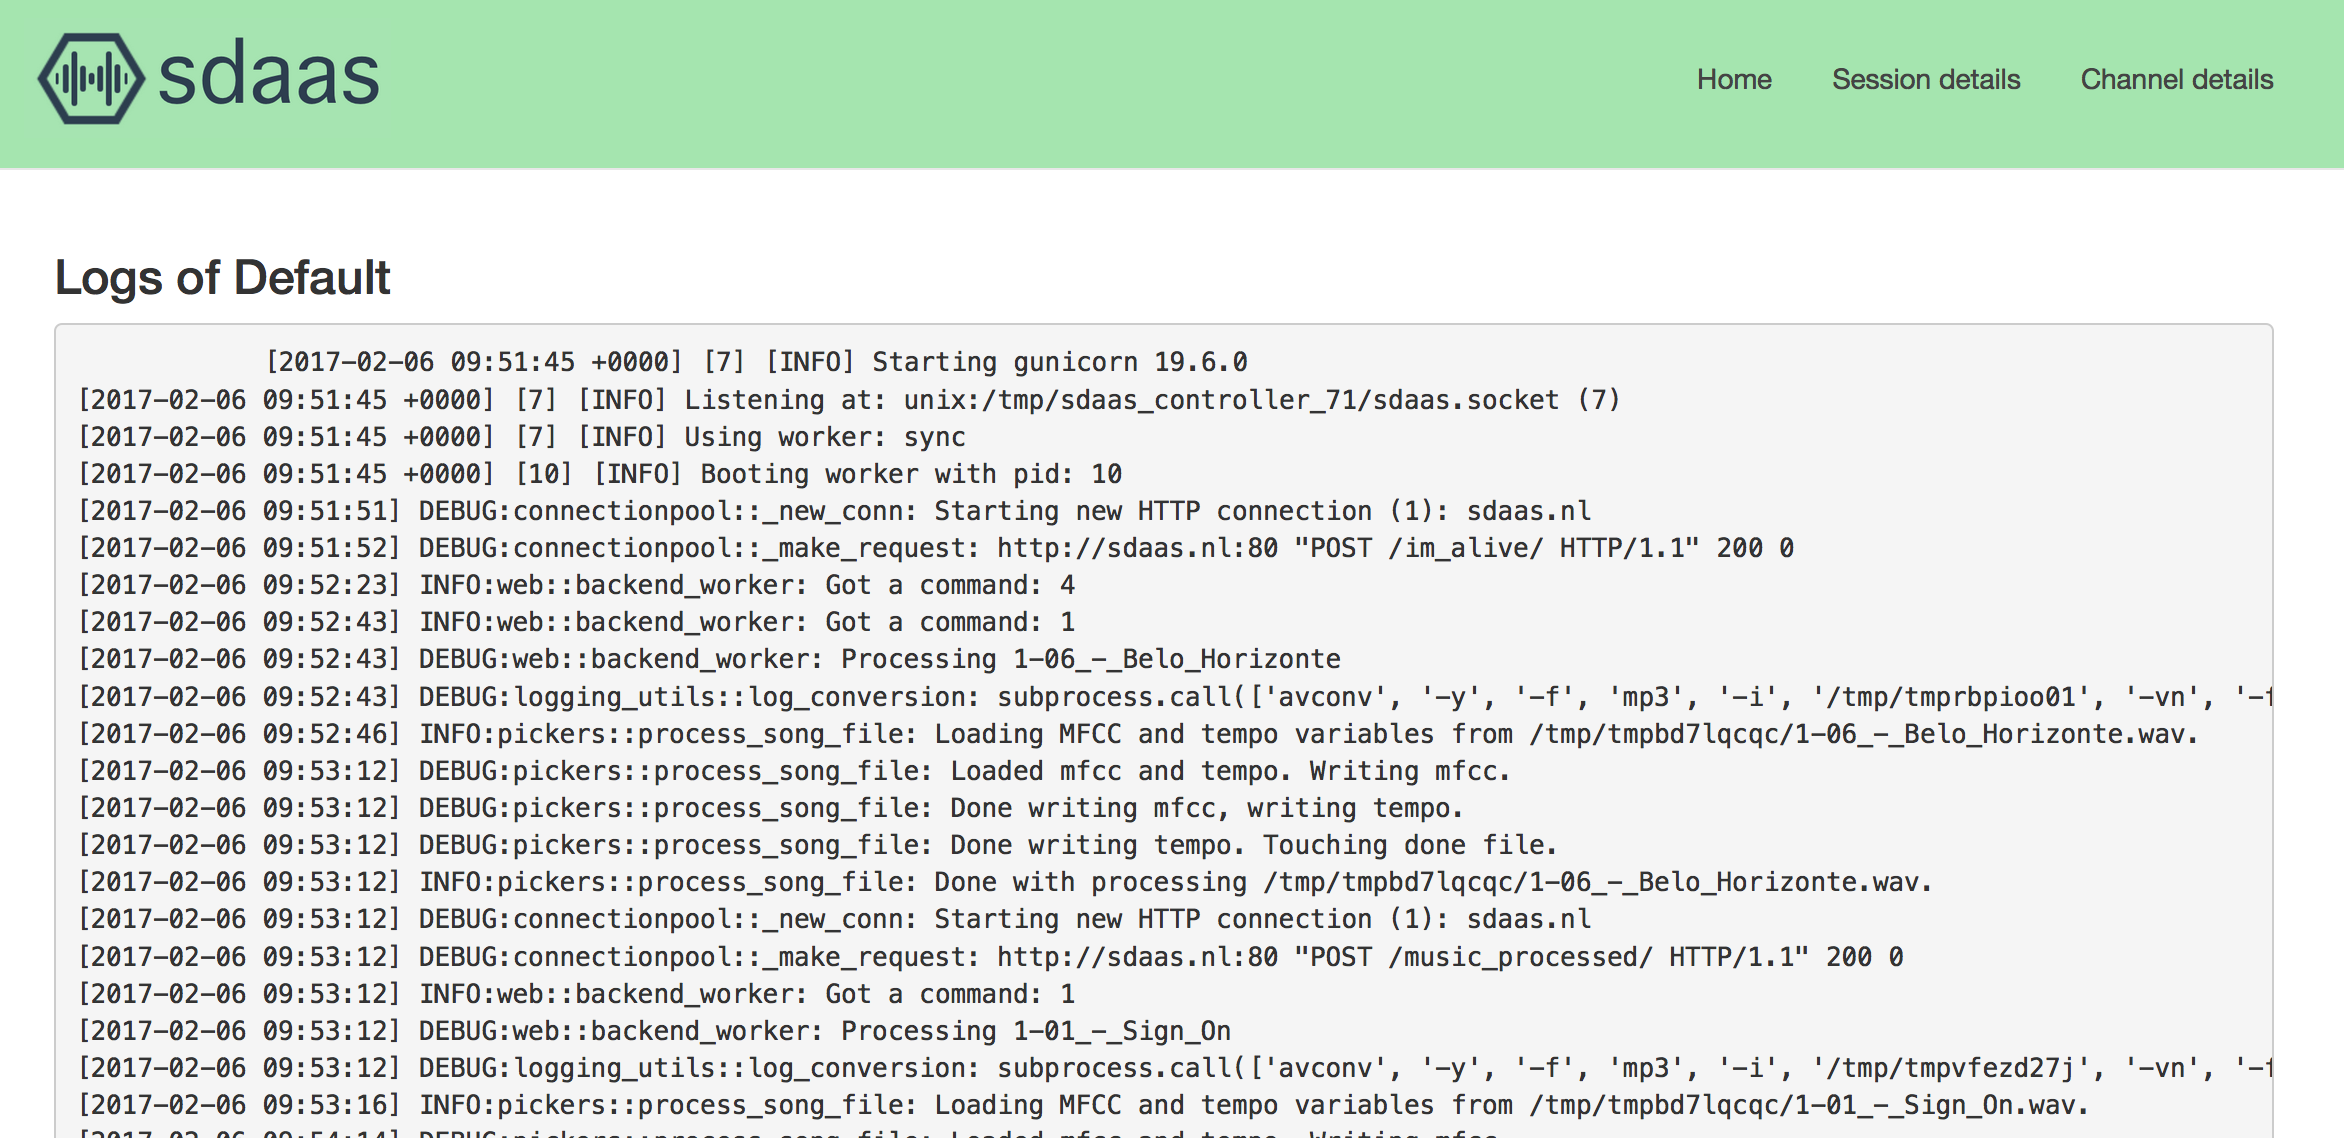 sdaas
Home Session details Channel details
Logs of Default
[2017-02-06 09:51:45 +0000] [7] [INFO] Starting gunicorn 19.6.0
[2017-02-06 09:51:45 +0000] [7] [INFO] Listening at: unix:/tmp/sdaas_controller_71/sdaas.socket (7)
[2017-02-06 09:51:45 +0000] [7] [INFO] Using worker: sync
[2017-02-06 09:51:45 +0000] [10] [INFO] Booting worker with pid: 10
[2017-02-06 09:51:51] DEBUG:connectionpool::_new_conn: Starting new HTTP connection (1): sdaas.nl
[2017-02-06 09:51:52] DEBUG:connectionpool::_make_request: http://sdaas.nl:80 "POST /im_alive/ HTTP/1.1" 200 0
[2017-02-06 09:52:23] INFO:web::backend_worker: Got a command: 4
[2017-02-06 09:52:43] INFO:web::backend_worker: Got a command: 1
[2017-02-06 09:52:43] DEBUG:web::backend_worker: Processing 1-06_-_Belo_Horizonte
[2017-02-06 09:52:43] DEBUG:logging_utils::log_conversion: subprocess.call(['avconv', '-y', '-f', 'mp3', '-i', '/tmp/tmprbpioo01', '-vn', '-f
[2017-02-06 09:52:46] INFO:pickers::process_song_file: Loading MFCC and tempo variables from /tmp/tmpbd7lqcqc/1-06_-_Belo_Horizonte.wav.
[2017-02-06 09:53:12] DEBUG:pickers::process_song_file: Loaded mfcc and tempo. Writing mfcc.
[2017-02-06 09:53:12] DEBUG:pickers::process_song_file: Done writing mfcc, writing tempo.
[2017-02-06 09:53:12] DEBUG:pickers::process_song_file: Done writing tempo. Touching done file.
[2017-02-06 09:53:12] INFO:pickers::process_song_file: Done with processing /tmp/tmpbd7lqcqc/1-06_-_Belo_Horizonte.wav.
[2017-02-06 09:53:12] DEBUG:connectionpool::_new_conn: Starting new HTTP connection (1): sdaas.nl
[2017-02-06 09:53:12] DEBUG:connectionpool::_make_request: http://sdaas.nl:80 "POST /music_processed/ HTTP/1.1" 200 0
[2017-02-06 09:53:12] INFO:web::backend_worker: Got a command: 1
[2017-02-06 09:53:12] DEBUG:web::backend_worker: Processing 1-01_-_Sign_On
[2017-02-06 09:53:12] DEBUG:logging_utils::log_conversion: subprocess.call(['avconv', '-y', '-f', 'mp3', '-i', '/tmp/tmpvfezd27j', '-vn', '-f
[2017-02-06 09:53:16] INFO:pickers::process_song_file: Loading MFCC and tempo variables from /tmp/tmpbd7lqcqc/1-01_-_Sign_On.wav.
[2017-02-06 09:54:14] DEBUG:pickers::process_song_file: Loaded mfcc and tempo. Writing mfcc.